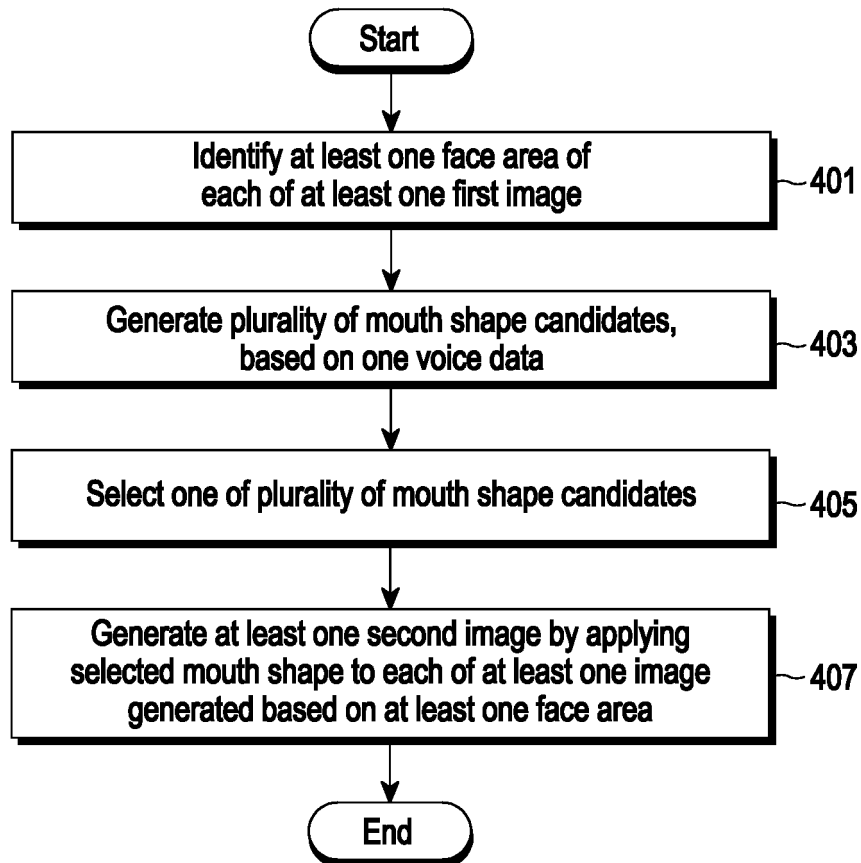 Start
Identify at least one face area of
each of at least one first image
401
Generate plurality of mouth shape candidates,
based on one voice data
403
Select one of plurality of mouth shape candidates
405
Generate at least one second image by applying
selected mouth shape to each of at least one image
generated based on at least one face area
407
End